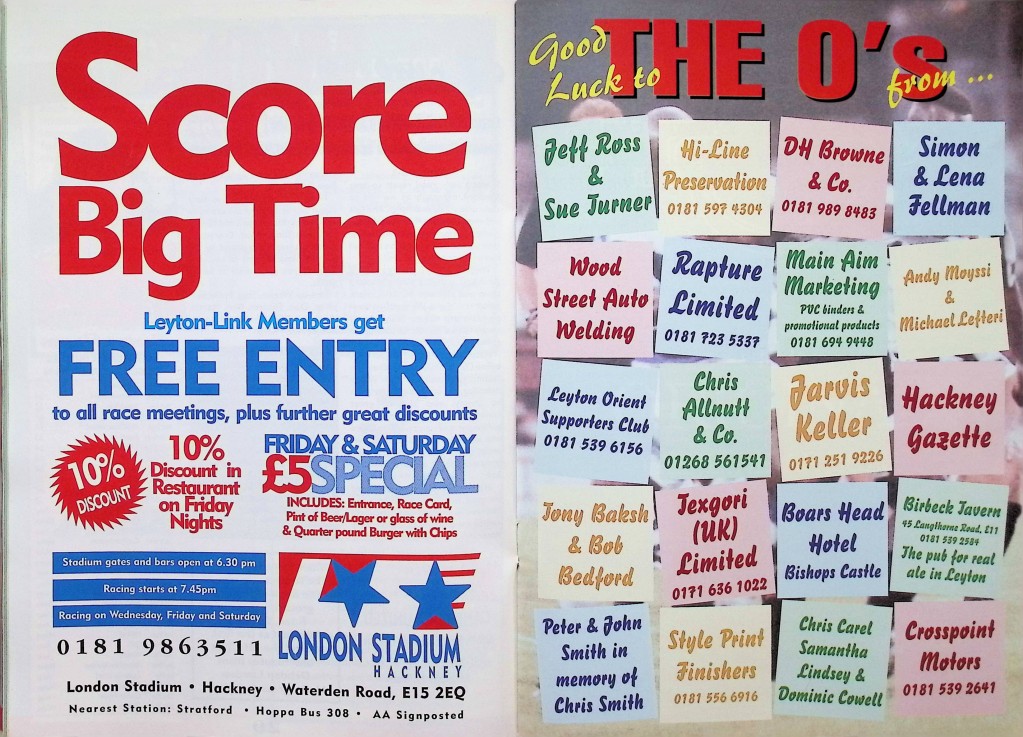 Score
Big Time
Leyton-Link Members get
FREE ENTRY
to all race meetings, plus further great discounts
10%
DISCOUNT
10%
Discount in
Restaurant
on Friday
Nights
FRIDAY & SATURDAY
£5 SPECIAL
INCLUDES: Entrance, Race Card,
Pint of Beer/Lager or glass of wine
& Quarter pound Burger with Chips
Stadium gates and bars open at 6.30 pm
Racing starts at 7.45pm
Racing on Wednesday, Friday and Saturday
0181 9863511
LONDON STADIUM
HACKNEY
London Stadium • Hackney • Waterden Road, E15 2EQ
Nearest Station: Stratford • Hoppa Bus 308 • AA Signposted
Good
Luck to
THE O's
from ...
Jeff Ross
&
Sue Turner
Hi-Line
Preservation
0181 597 4304
DH Browne
& Co.
0181 989 8483
Simon
& Lena
Fellman
Wood
Street Auto
Welding
Rapture
Limited
0181 723 5337
Main Aim
Marketing
PVC binders &
promotional products
0181 694 9448
Andy Moyssi
&
Michael Lefteri
Leyton Orient
Supporters Club
0181 539 6156
Chris
Allnutt
& Co.
01268 561541
Jarvis
Keller
0171 251 9226
Hackney
Gazette
Tony Baksh
& Bob
Bedford
Texgori
(UK)
Limited
0171 636 1022
Boars Head
Hotel
Bishops Castle
Birbeck Tavern
45 Langthorne Road, E11
0181 539 2584
The pub for real
ale in Leyton
Peter & John
Smith in
memory of
Chris Smith
Style Print
Finishers
0181 556 6916
Chris Carel
Samantha
Lindsey &
Dominic Cowell
Crosspoint
Motors
0181 539 2641